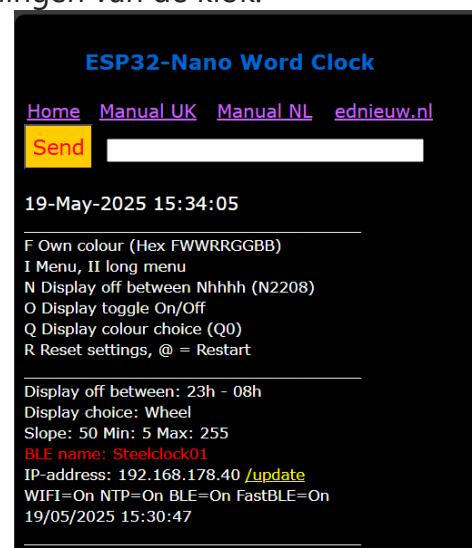 van de klok.
ESP32-Nano Word Clock
Home Manual UK Manual NL ednieuw.nl
Send
19-May-2025 15:34:05
F Own colour (Hex FWWRRGGBB)
I Menu, II long menu
N Display off between Nhhhh (N2208)
O Display toggle On/Off
Q Display colour choice (Q0)
R Reset settings, @ = Restart
Display off between: 23h - 08h
Display choice: Wheel
Slope: 50 Min: 5 Max: 255
BLE name: Steelclock01
IP-address: 192.168.178.40 /update
WIFI=On NTP=On BLE=On FastBLE=On
19/05/2025 15:30:47